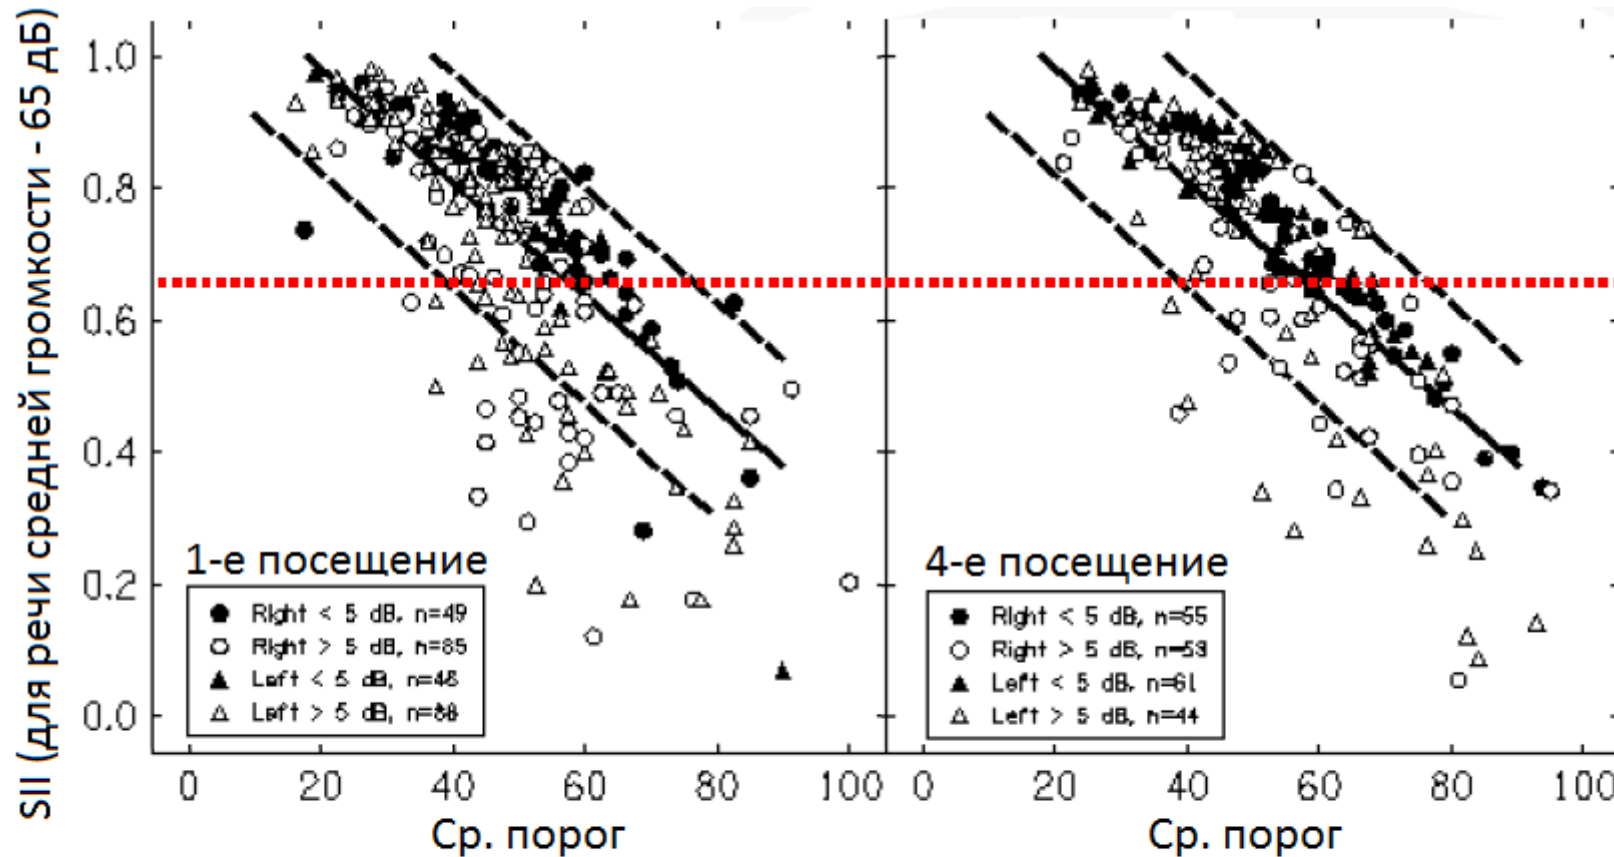 SII (для речи средней громкости - 65 дБ)
1.0
0.8
0.6
0.4
0.2
0.0
1-е посещение
Right < 5 dB, n=49
Right > 5 dB, n=85
Left < 5 dB,
Left > 5 dB,
0 20 40 60 80 100
Ср. порог
4-е посещение
Right < 5 dB, n=55
Right > 5 dB, n=53
Left < 5 dB, n=61
Left > 5 dB, n=44
0 20 40 60 80 100
Ср. порог